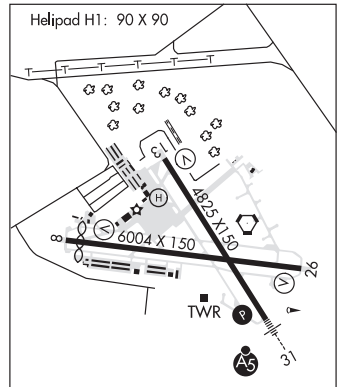 Helipad H1: 90 X 90
T T T T T T
13
V
4825 X 150
H
V
8
6004 X 150
26
V
TWR
P
31
A5